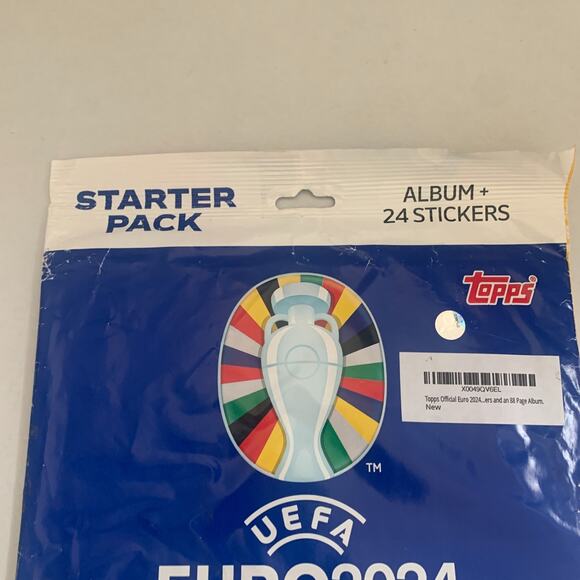 STARTER
PACK
ALBUM +
24 STICKERS
topps
X0049QV6EL
Topps Official Euro 2024...ers and an 88 Page Album.
New
TM
UEFA
EURO2024